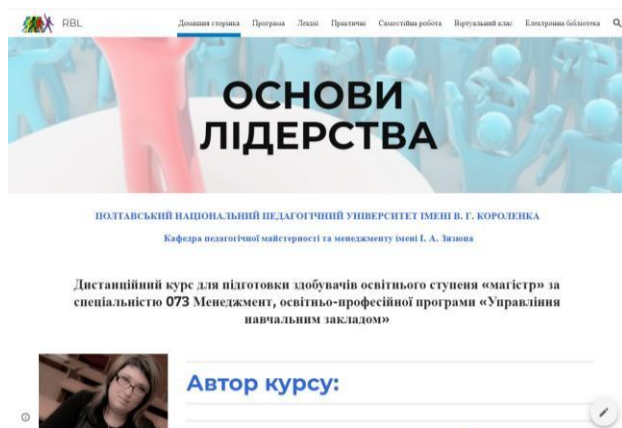 RBL
Домашня сторінка Програма Лекції Практичні Самостійна робота Віртуальний клас Електронна бібліотека
ОСНОВИ
ЛІДЕРСТВА
ПОЛТАВСЬКИЙ НАЦІОНАЛЬНИЙ ПЕДАГОГІЧНИЙ УНІВЕРСИТЕТ ІМЕНІ В. Г. КОРОЛЕНКА
Кафедра педагогічної майстерності та менеджменту імені І. А. Зязюна
Дистанційний курс для підготовки здобувачів освітнього ступеня «магістр» за
спеціальністю 073 Менеджмент, освітньо-професійної програми «Управління
навчальним закладом»
Автор курсу: